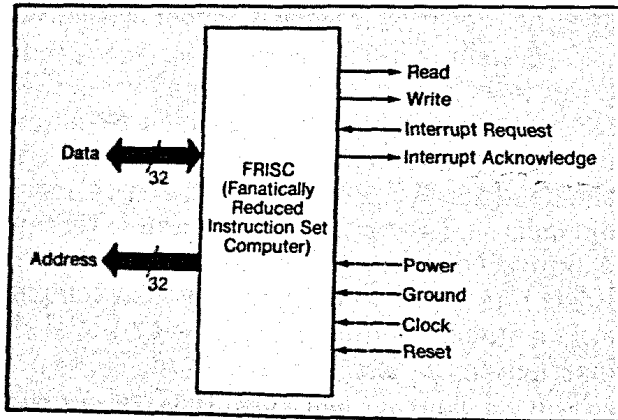 Data
32
Address
32
FRISC
(Fanatically
Reduced
Instruction Set
Computer)
Read
Write
Interrupt Request
Interrupt Acknowledge
Power
Ground
Clock
Reset